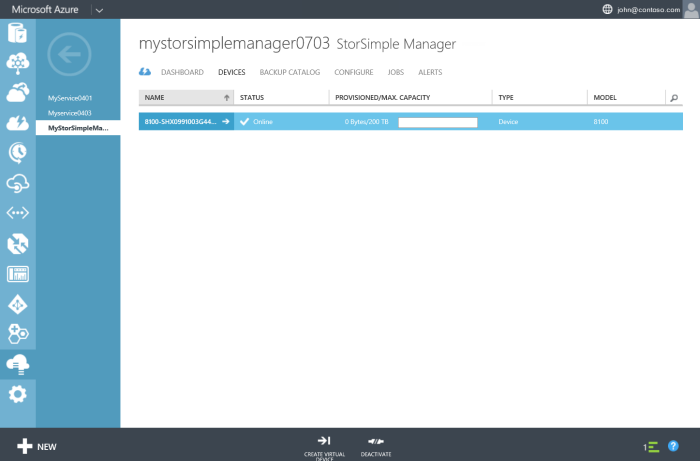 Microsoft Azure
john@contoso.com
mystorsimplemanager0703 StorSimple Manager
DASHBOARD DEVICES BACKUP CATALOG CONFIGURE JOBS ALERTS
MyService0401
Myservice0403
MyStorSimpleMa...
NAME STATUS PROVISIONED/MAX. CAPACITY TYPE MODEL
8100-SHX0991003G44... Online 0 Bytes/200 TB Device 8100
NEW
CREATE VIRTUAL
DEVICE
DEACTIVATE
1
?